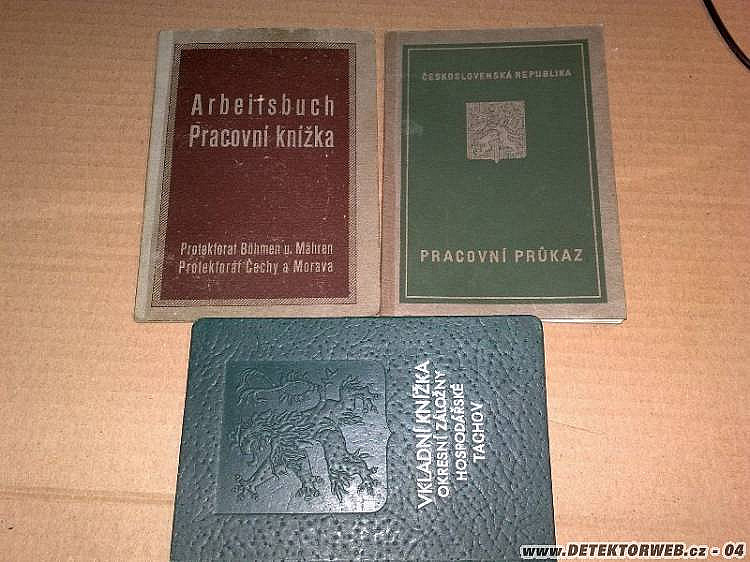 Arbeitsbuch
Pracovní knížka
Protektorat Böhmen u. Mähren
Protektorát Čechy a Morava
ČESKOSLOVENSKÁ REPUBLIKA
PRACOVNÍ PRŮKAZ
VKLADNÍ KNÍŽKA
OKRESNÍ ZÁLOŽNY
HOSPODÁŘSKÉ
TACHOV
www.DETEKTORWEB.cz - 04